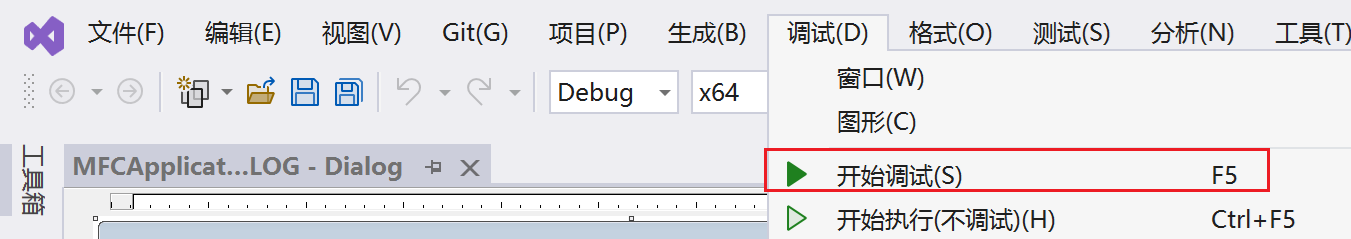 文件(F) 编辑(E) 视图(V) Git(G) 项目(P) 生成(B) 调试(D) 格式(O) 测试(S) 分析(N) 工具(T)
Debug x64
窗口(W)
图形(C)
工具箱
MFCApplicat...LOG - Dialog
开始调试(S) F5
开始执行(不调试)(H) Ctrl+F5